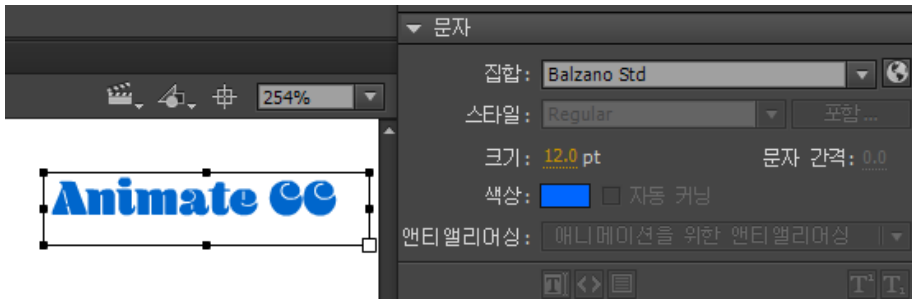 문자
집합: Balzano Std
254%
스타일: Regular 포함...
크기: 12.0 pt 문자 간격: 0.0
Animate CC
색상: 자동 커닝
앤티앨리어싱: 애니메이션을 위한 앤티앨리어싱
T
T¹ T₁